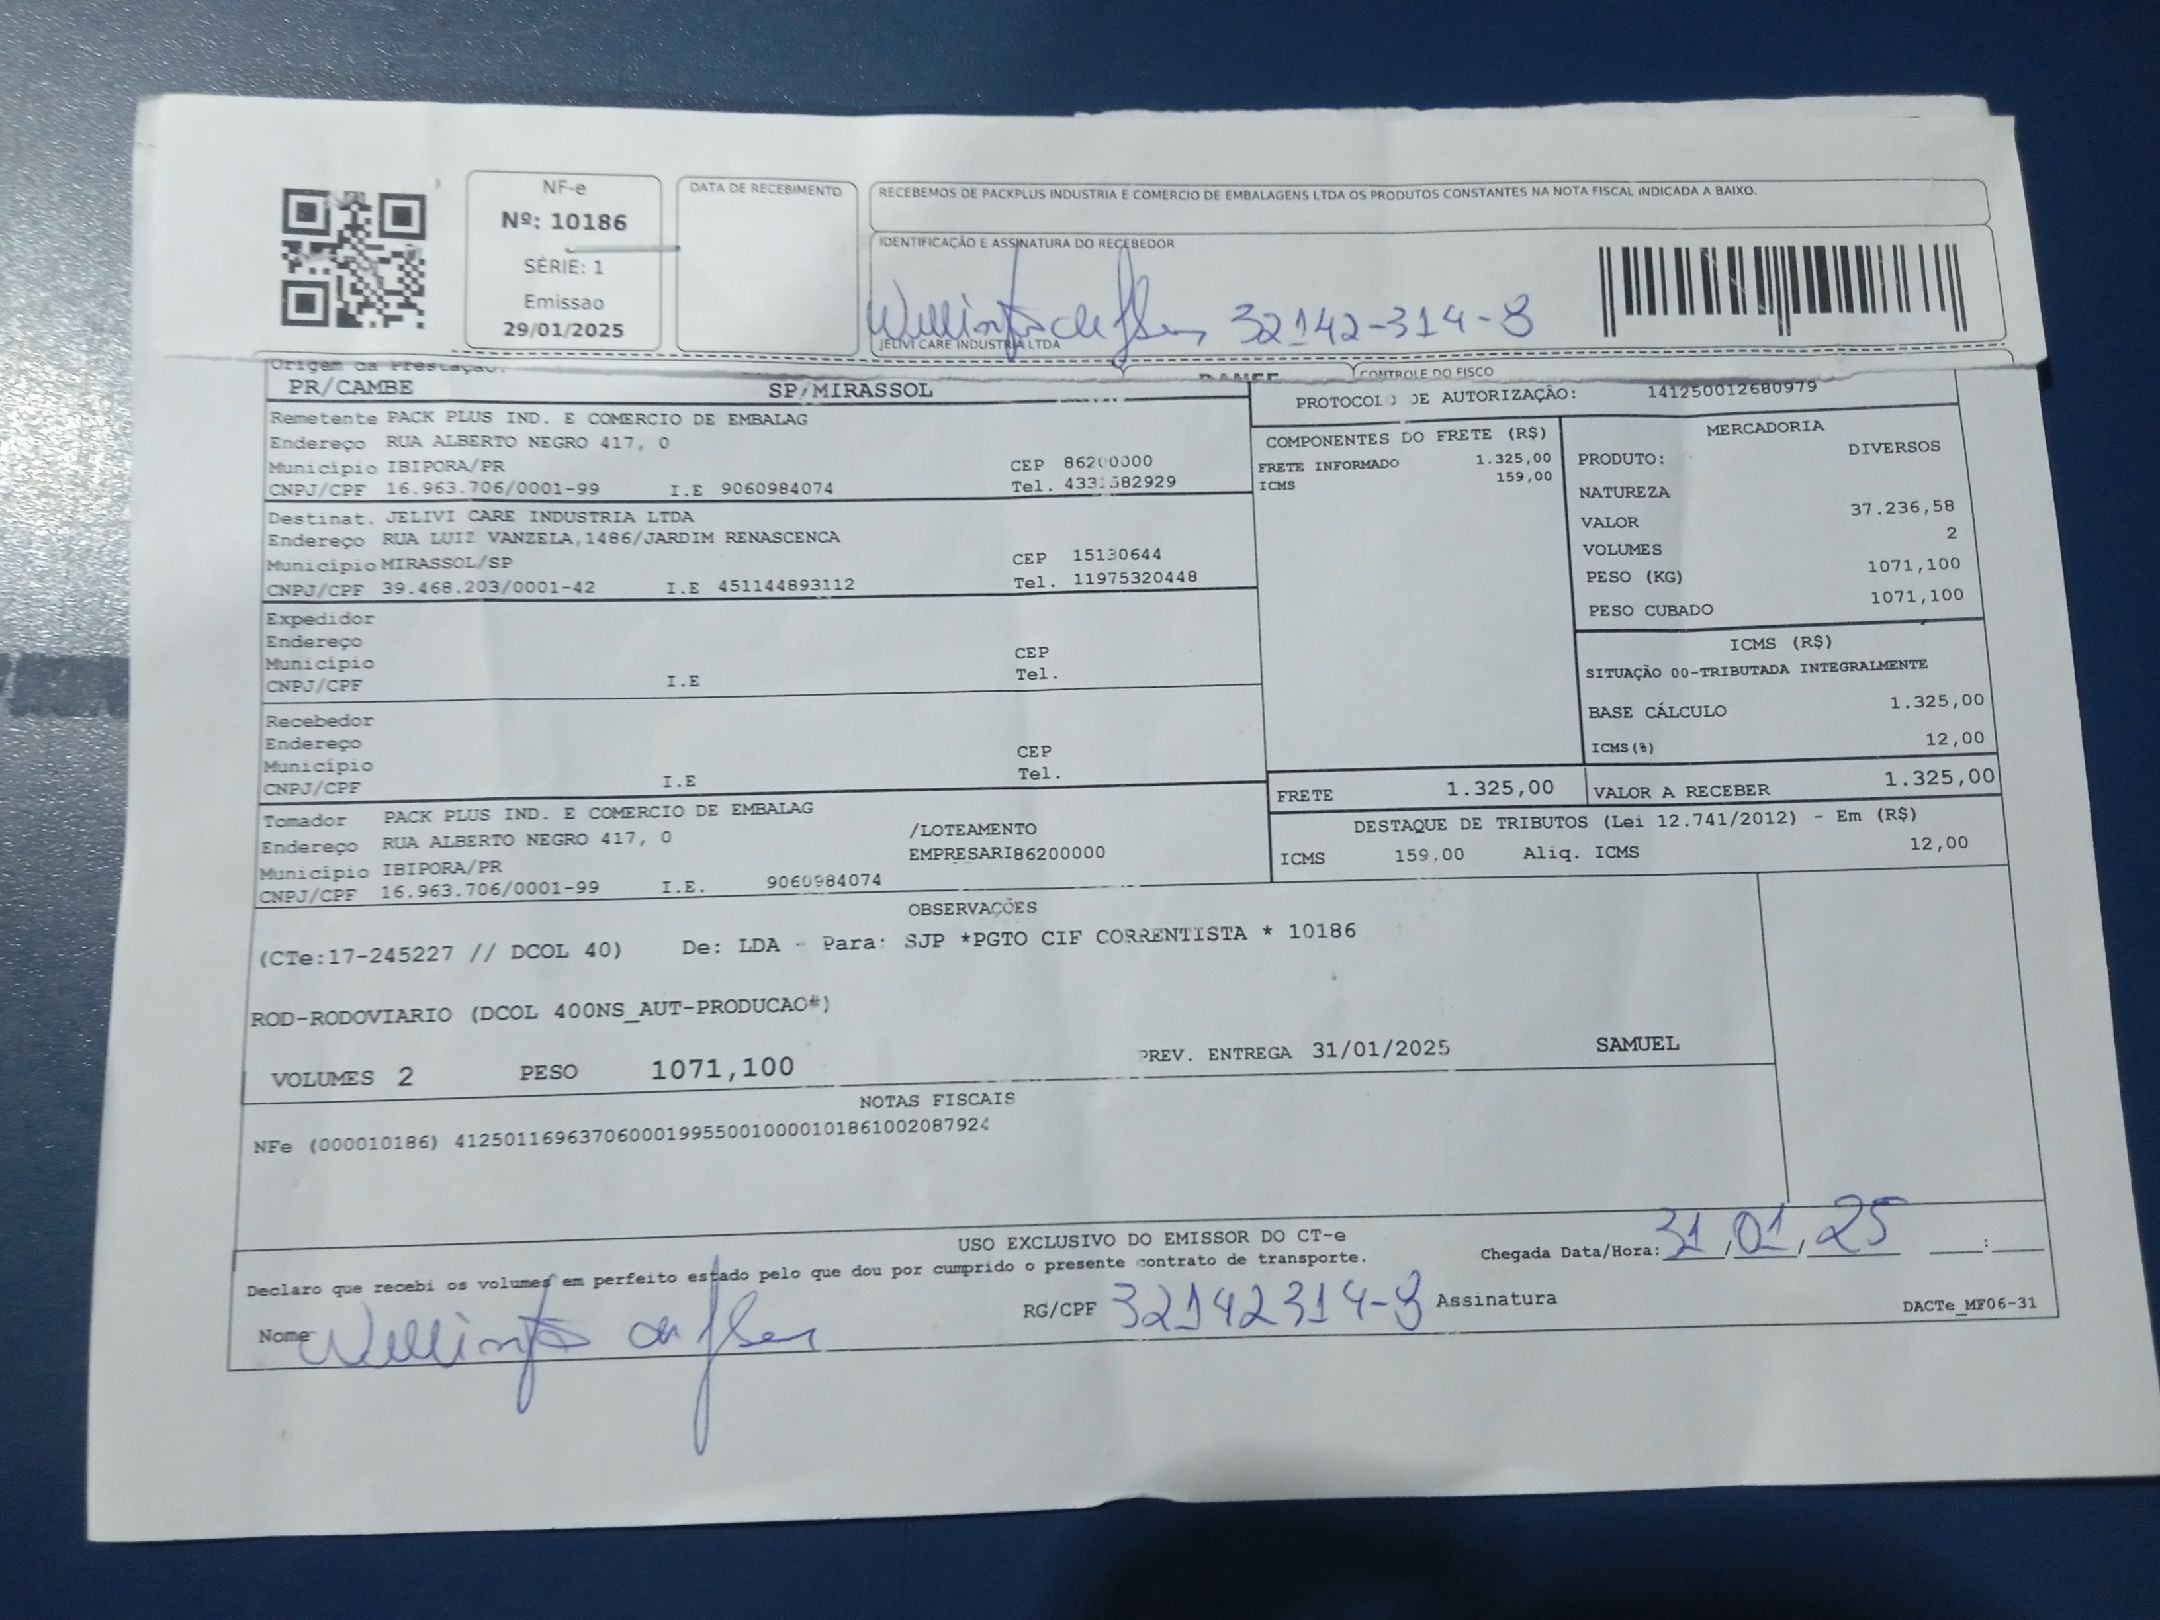 NF-e
Nº: 10186
SÉRIE: 1
Emissao
29/01/2025
DATA DE RECEBIMENTO
RECEBEMOS DE PACKPLUS INDUSTRIA E COMERCIO DE EMBALAGENS LTDA OS PRODUTOS CONSTANTES NA NOTA FISCAL INDICADA A BAIXO.
IDENTIFICAÇÃO E ASSINATURA DO RECEBEDOR
32142-314-8
JELIVI CARE INDUSTRIA LTDA
Origem da Prestação:
DANFE CONTROLE DO FISCO
PR/CAMBE SP/MIRASSOL
PROTOCOLO DE AUTORIZAÇÃO: 141250012680979
Remetente PACK PLUS IND. E COMERCIO DE EMBALAG
Endereço RUA ALBERTO NEGRO 417, 0
Município IBIPORA/PR CEP 86200000
CNPJ/CPF 16.963.706/0001-99 I.E 9060984074 Tel. 4331582929
Destinat. JELIVI CARE INDUSTRIA LTDA
Endereço RUA LUIZ VANZELA,1486/JARDIM RENASCENCA
Município MIRASSOL/SP CEP 15130644
CNPJ/CPF 39.468.203/0001-42 I.E 451144893112 Tel. 11975320448
Expedidor
Endereço
Município CEP
CNPJ/CPF I.E Tel.
Recebedor
Endereço
Município CEP
CNPJ/CPF I.E Tel.
Tomador PACK PLUS IND. E COMERCIO DE EMBALAG
Endereço RUA ALBERTO NEGRO 417, 0 /LOTEAMENTO
Município IBIPORA/PR EMPRESARI86200000
CNPJ/CPF 16.963.706/0001-99 I.E. 9060984074
COMPONENTES DO FRETE (R$)
FRETE INFORMADO 1.325,00
ICMS 159,00
MERCADORIA
PRODUTO: DIVERSOS
NATUREZA
VALOR 37.236,58
VOLUMES 2
PESO (KG) 1071,100
PESO CUBADO 1071,100
ICMS (R$)
SITUAÇÃO 00-TRIBUTADA INTEGRALMENTE
BASE CÁLCULO 1.325,00
ICMS(%) 12,00
FRETE 1.325,00 VALOR A RECEBER 1.325,00
DESTAQUE DE TRIBUTOS (Lei 12.741/2012) - Em (R$)
ICMS 159,00 Aliq. ICMS 12,00
OBSERVAÇÕES
(CTe:17-245227 // DCOL 40) De: LDA - Para: SJP *PGTO CIF CORRENTISTA * 10186
ROD-RODOVIARIO (DCOL 400NS_AUT-PRODUCAO*)
VOLUMES 2 PESO 1071,100 PREV. ENTREGA 31/01/2025 SAMUEL
NOTAS FISCAIS
NFe (000010186) 41250116963706000199550010000101861002087924
USO EXCLUSIVO DO EMISSOR DO CT-e
Declaro que recebi os volumes em perfeito estado pelo que dou por cumprido o presente contrato de transporte.
Chegada Data/Hora: 31/01/25 :
Nome RG/CPF 32142314-8 Assinatura
DACTe_MF06-31